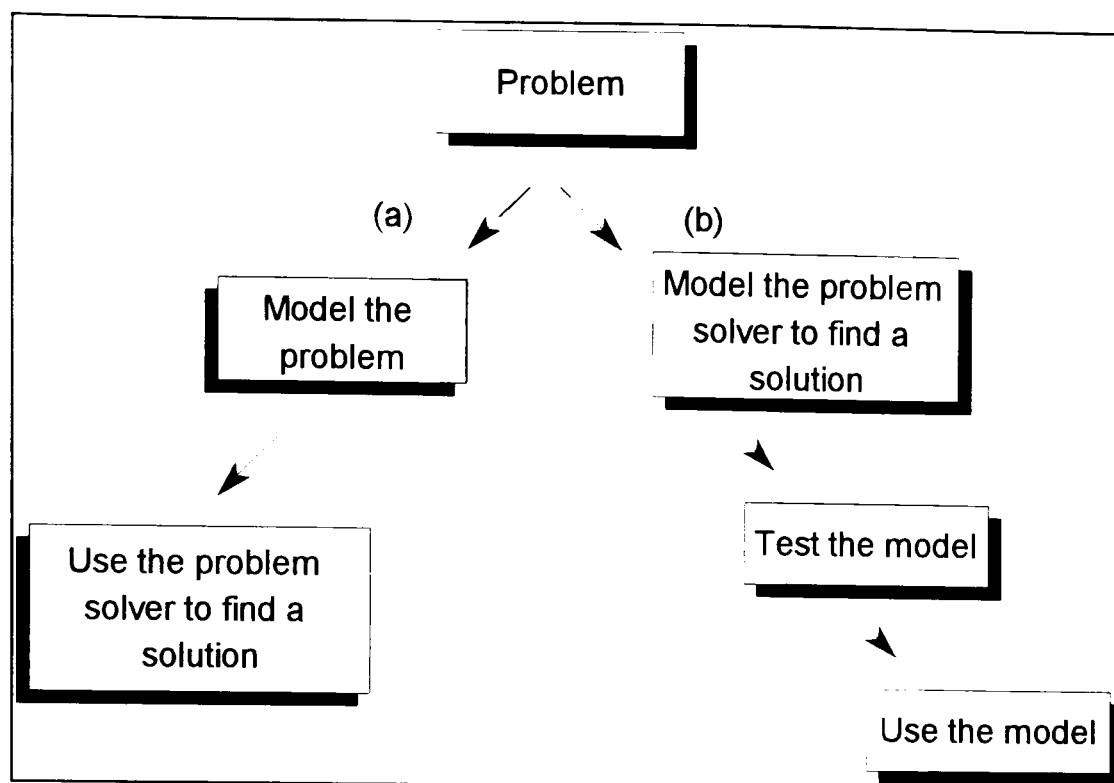 Problem
(a)
(b)
Model the
problem
Model the problem
solver to find a
solution
Use the problem
solver to find a
solution
Test the model
Use the model